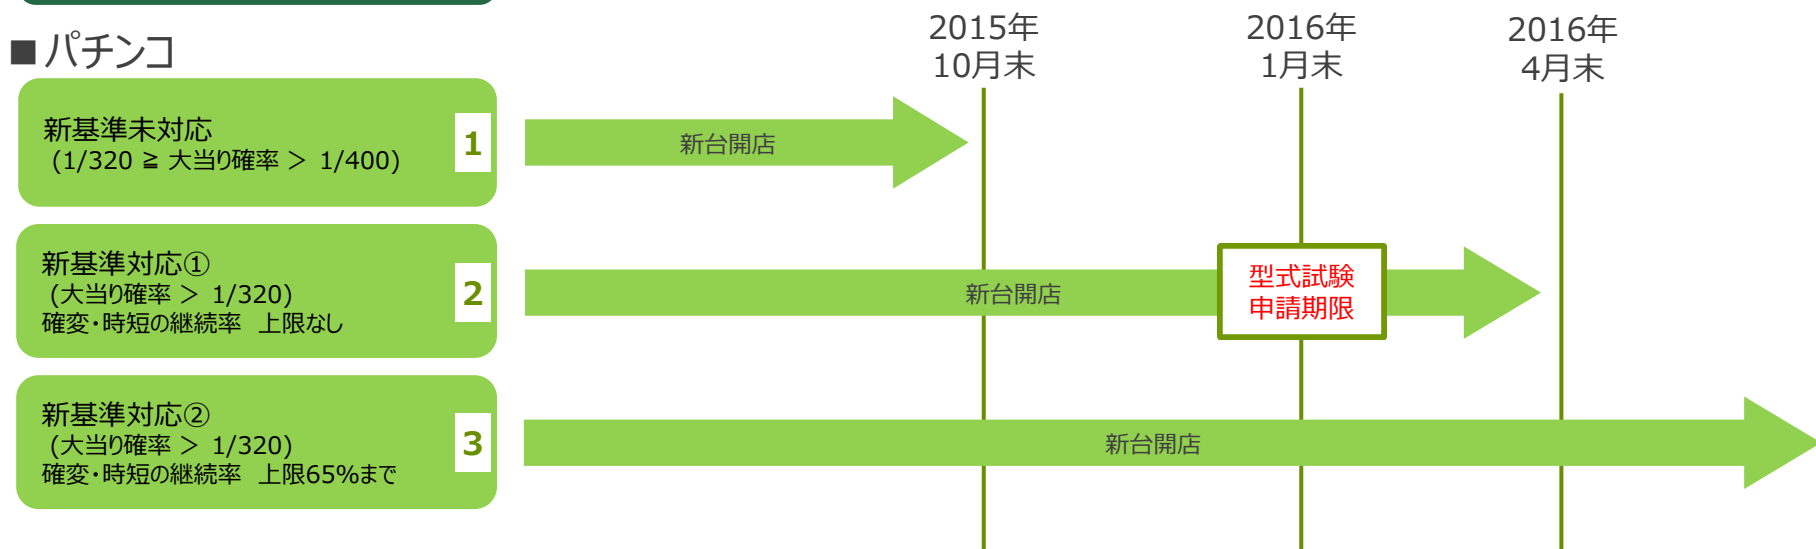 ■パチンコ
2015年
10月末
2016年
1月末
2016年
4月末
新基準未対応
(1/320 ≧ 大当り確率 ＞ 1/400)
1
新台開店
新基準対応①
(大当り確率 ＞ 1/320)
確変・時短の継続率 上限なし
2
新台開店
型式試験
申請期限
新基準対応②
(大当り確率 ＞ 1/320)
確変・時短の継続率 上限65%まで
3
新台開店